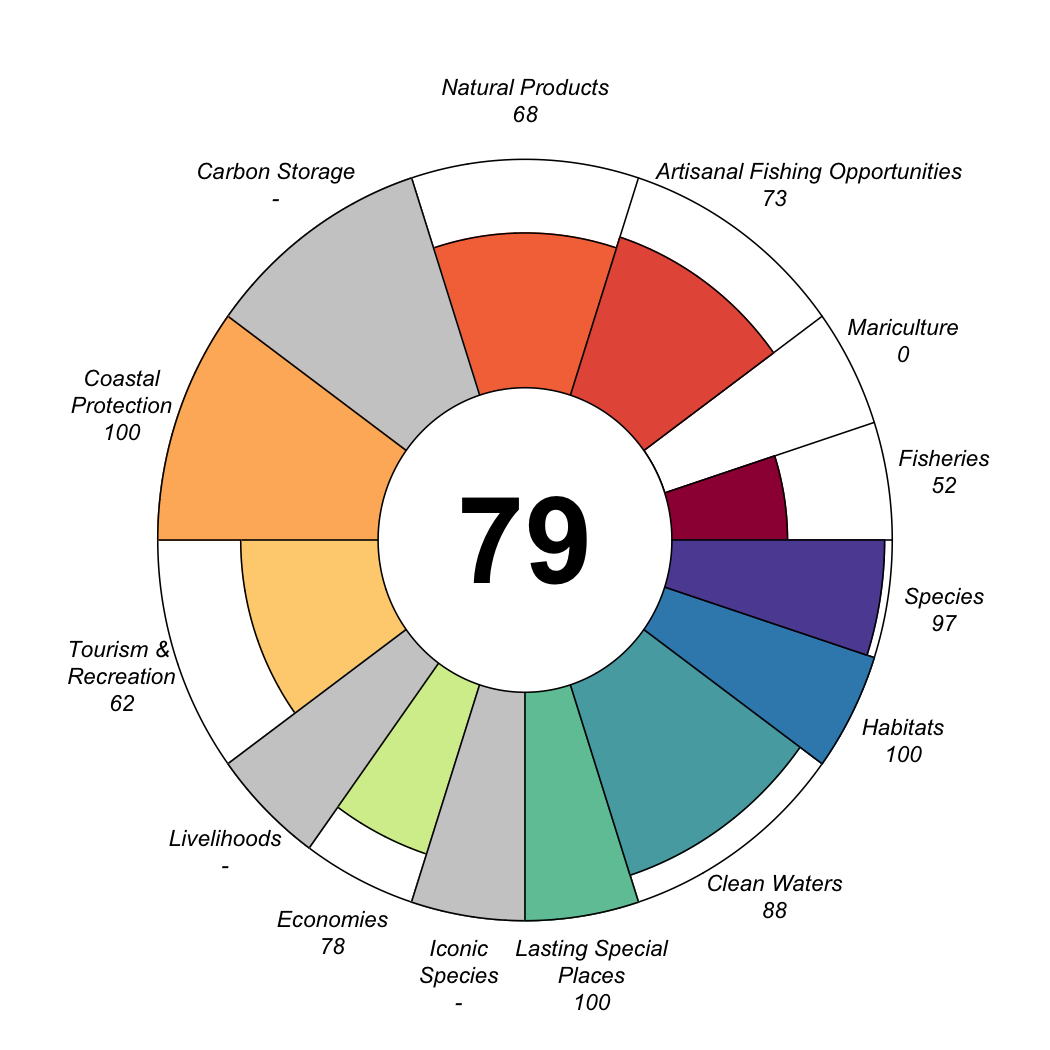 Natural Products
68
Carbon Storage
-
Artisanal Fishing Opportunities
73
Mariculture
0
Coastal
Protection
100
Fisheries
52
79
Species
97
Tourism &
Recreation
62
Habitats
100
Livelihoods
-
Clean Waters
88
Economies
78
Iconic
Species
-
Lasting Special
Places
100